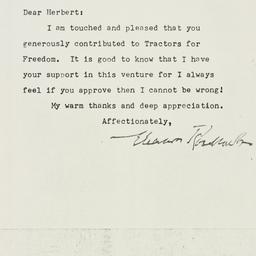 Dear Herbert:
I am touched and pleased that you
generously contributed to Tractors for
Freedom. It is good to know that I have
your support in this venture for I always
feel if you approve then I cannot be wrong!
My warm thanks and deep appreciation.
Affectionately,
Eleanor Roosevelt